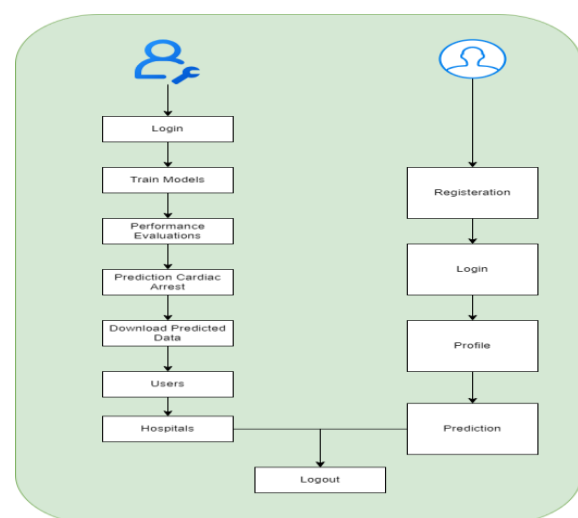 Login
Train Models
Performance
Evaluations
Prediction Cardiac
Arrest
Download Predicted
Data
Users
Hospitals
Registeration
Login
Profile
Prediction
Logout